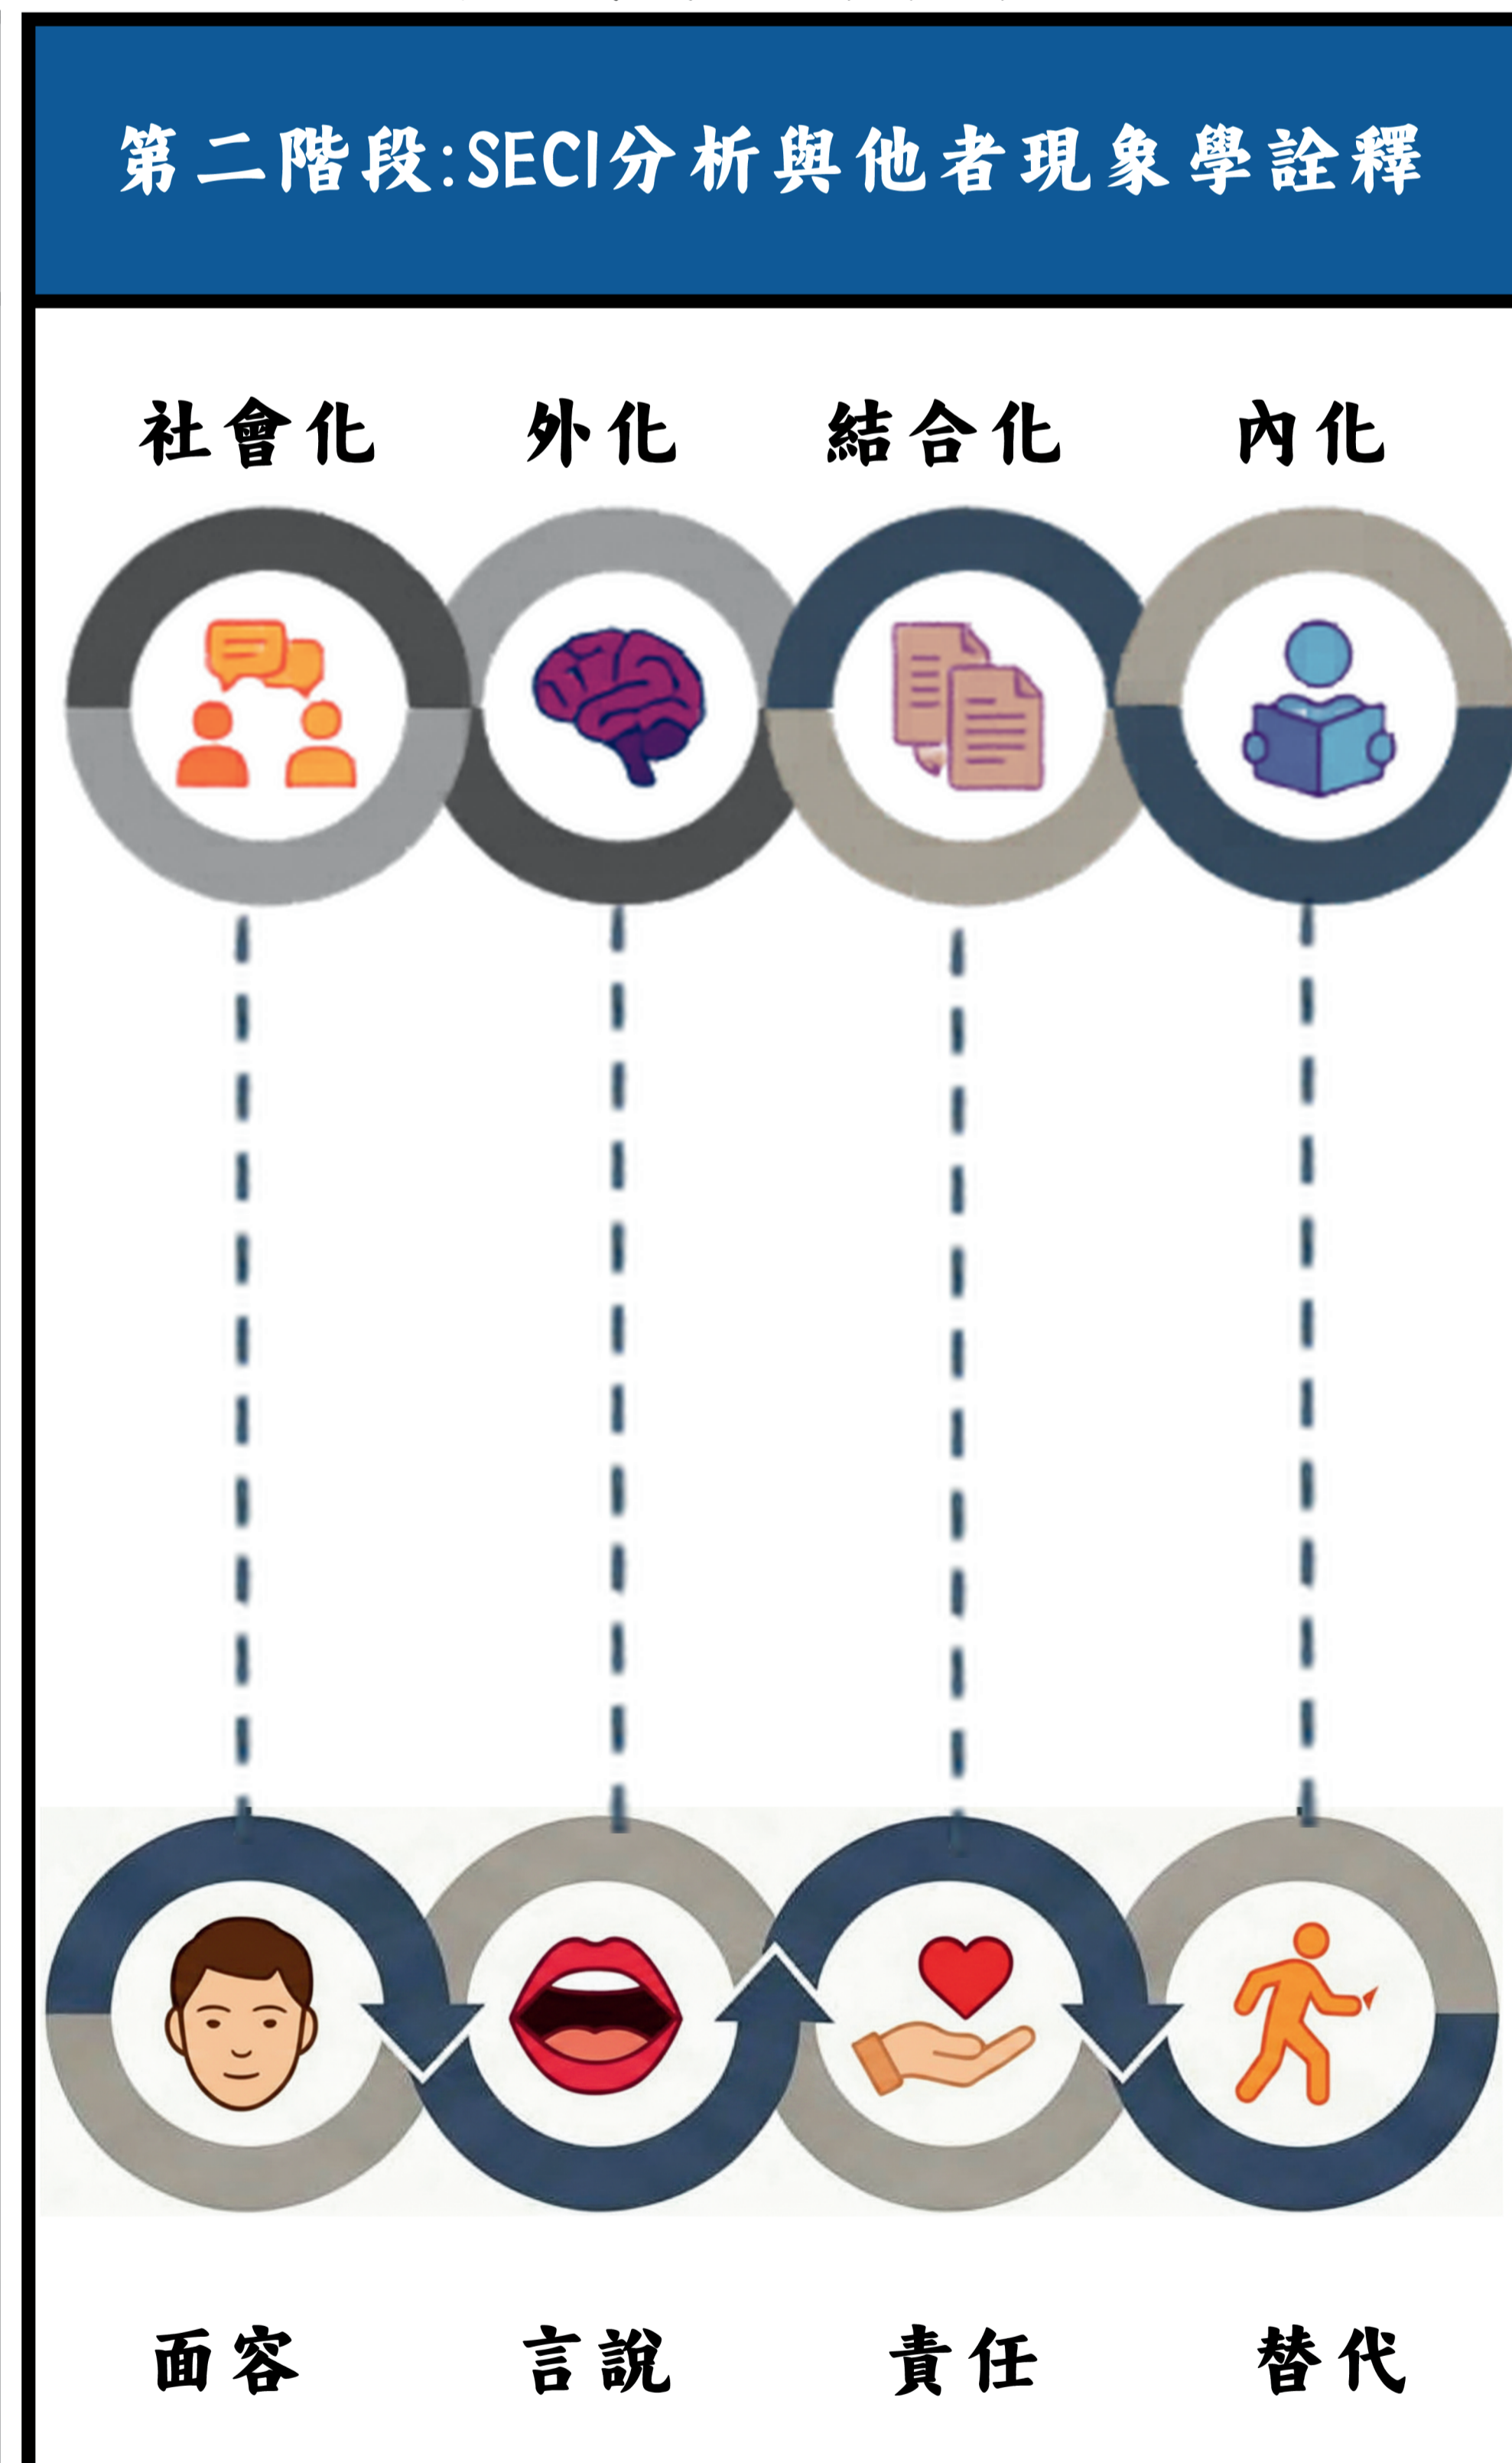 第二階段:SECI分析與他者現象學詮釋
社會化 外化 結合化 內化
面容 言說 責任 替代